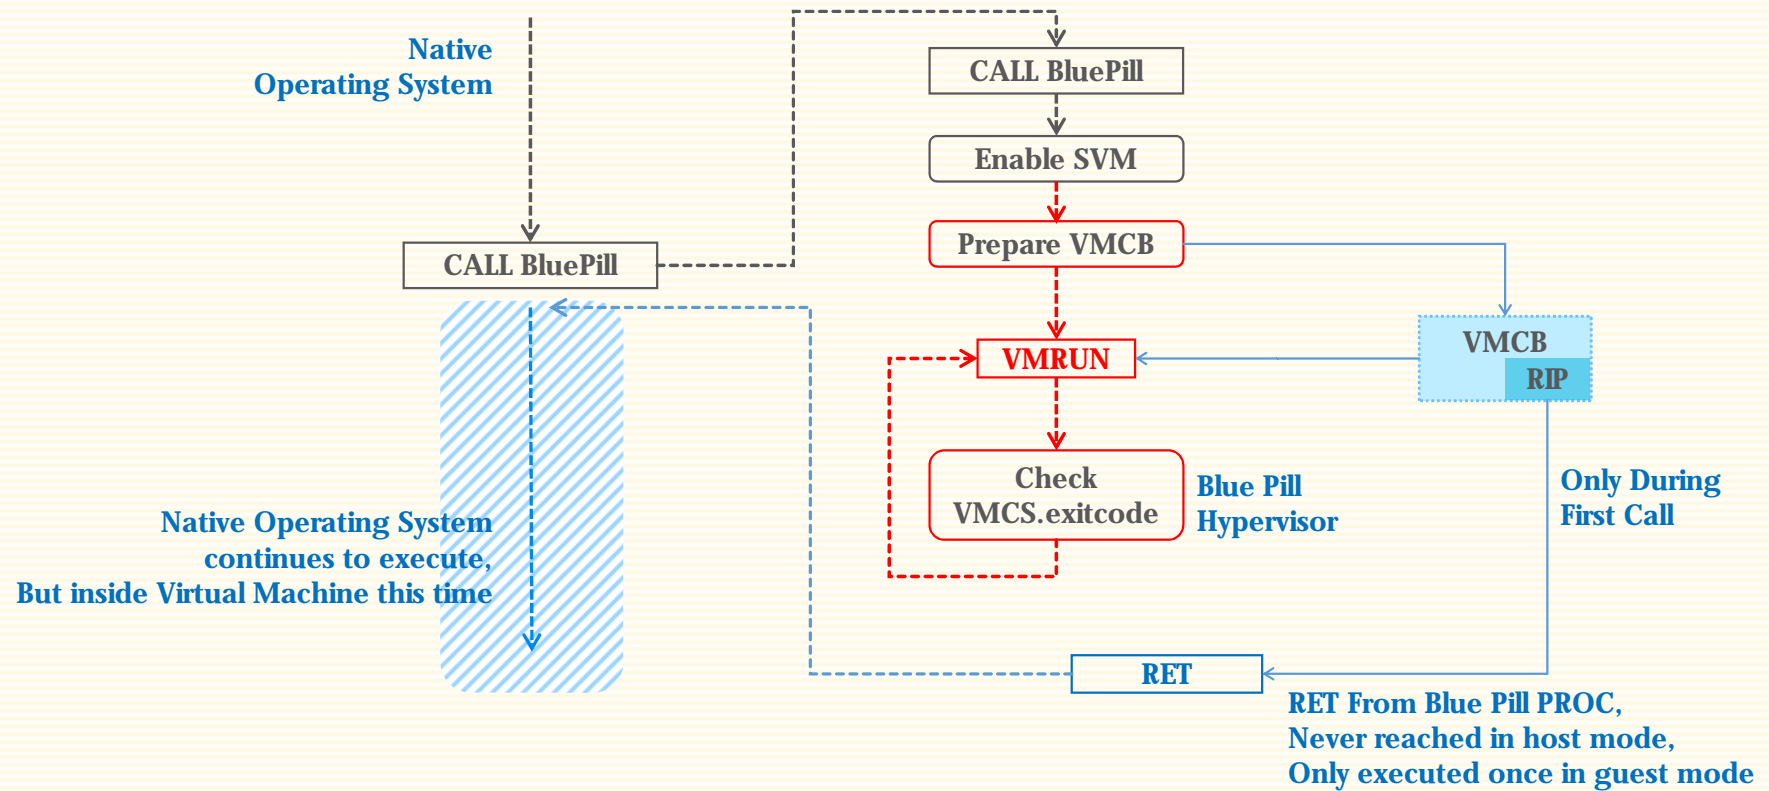 Native
Operating System
CALL BluePill
CALL BluePill
Enable SVM
Prepare VMCB
VMRUN
VMCB
RIP
Check
VMCS.exitcode
Blue Pill
Hypervisor
Only During
First Call
Native Operating System
continues to execute,
But inside Virtual Machine this time
RET
RET From Blue Pill PROC,
Never reached in host mode,
Only executed once in guest mode